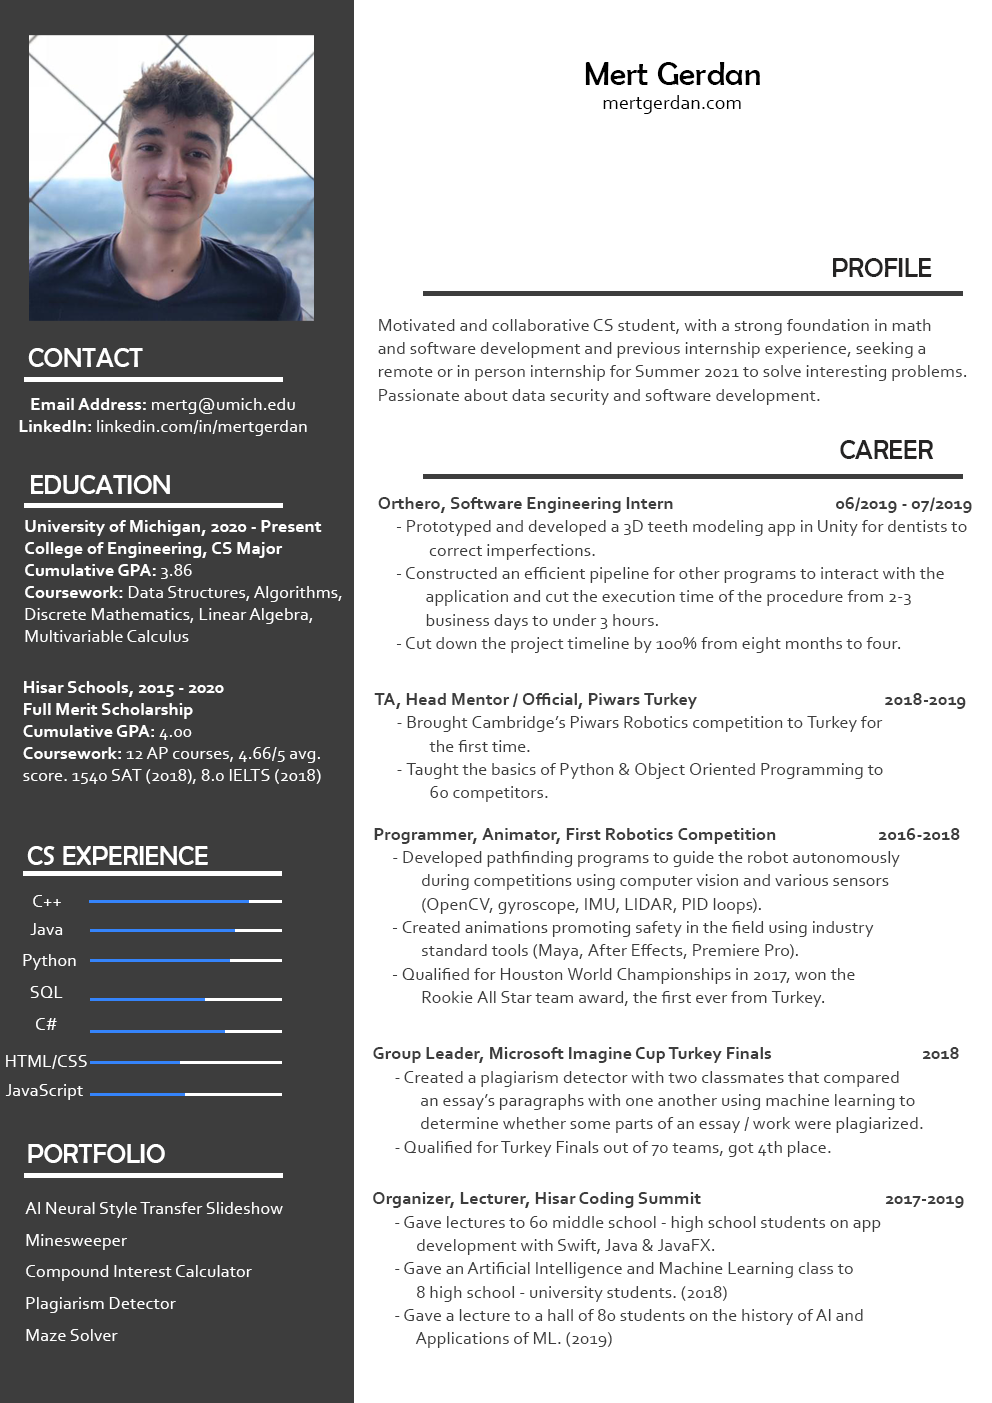 Mert Gerdan
mertgerdan.com
CONTACT
Email Address: mertg@umich.edu
LinkedIn: linkedin.com/in/mertgerdan
EDUCATION
University of Michigan, 2020 - Present
College of Engineering, CS Major
Cumulative GPA: 3.86
Coursework: Data Structures, Algorithms,
Discrete Mathematics, Linear Algebra,
Multivariable Calculus
Hisar Schools, 2015 - 2020
Full Merit Scholarship
Cumulative GPA: 4.00
Coursework: 12 AP courses, 4.66/5 avg.
score. 1540 SAT (2018), 8.0 IELTS (2018)
CS EXPERIENCE
C++
Java
Python
SQL
C#
HTML/CSS
JavaScript
PORTFOLIO
AI Neural Style Transfer Slideshow
Minesweeper
Compound Interest Calculator
Plagiarism Detector
Maze Solver
PROFILE
Motivated and collaborative CS student, with a strong foundation in math
and software development and previous internship experience, seeking a
remote or in person internship for Summer 2021 to solve interesting problems.
Passionate about data security and software development.
CAREER
Orthero, Software Engineering Intern 06/2019 - 07/2019
- Prototyped and developed a 3D teeth modeling app in Unity for dentists to
correct imperfections.
- Constructed an efficient pipeline for other programs to interact with the
application and cut the execution time of the procedure from 2-3
business days to under 3 hours.
- Cut down the project timeline by 100% from eight months to four.
TA, Head Mentor / Official, Piwars Turkey 2018-2019
- Brought Cambridge's Piwars Robotics competition to Turkey for
the first time.
- Taught the basics of Python & Object Oriented Programming to
60 competitors.
Programmer, Animator, First Robotics Competition 2016-2018
- Developed pathfinding programs to guide the robot autonomously
during competitions using computer vision and various sensors
(OpenCV, gyroscope, IMU, LIDAR, PID loops).
- Created animations promoting safety in the field using industry
standard tools (Maya, After Effects, Premiere Pro).
- Qualified for Houston World Championships in 2017, won the
Rookie All Star team award, the first ever from Turkey.
Group Leader, Microsoft Imagine Cup Turkey Finals 2018
- Created a plagiarism detector with two classmates that compared
an essay's paragraphs with one another using machine learning to
determine whether some parts of an essay / work were plagiarized.
- Qualified for Turkey Finals out of 70 teams, got 4th place.
Organizer, Lecturer, Hisar Coding Summit 2017-2019
- Gave lectures to 60 middle school - high school students on app
development with Swift, Java & JavaFX.
- Gave an Artificial Intelligence and Machine Learning class to
8 high school - university students. (2018)
- Gave a lecture to a hall of 80 students on the history of AI and
Applications of ML. (2019)